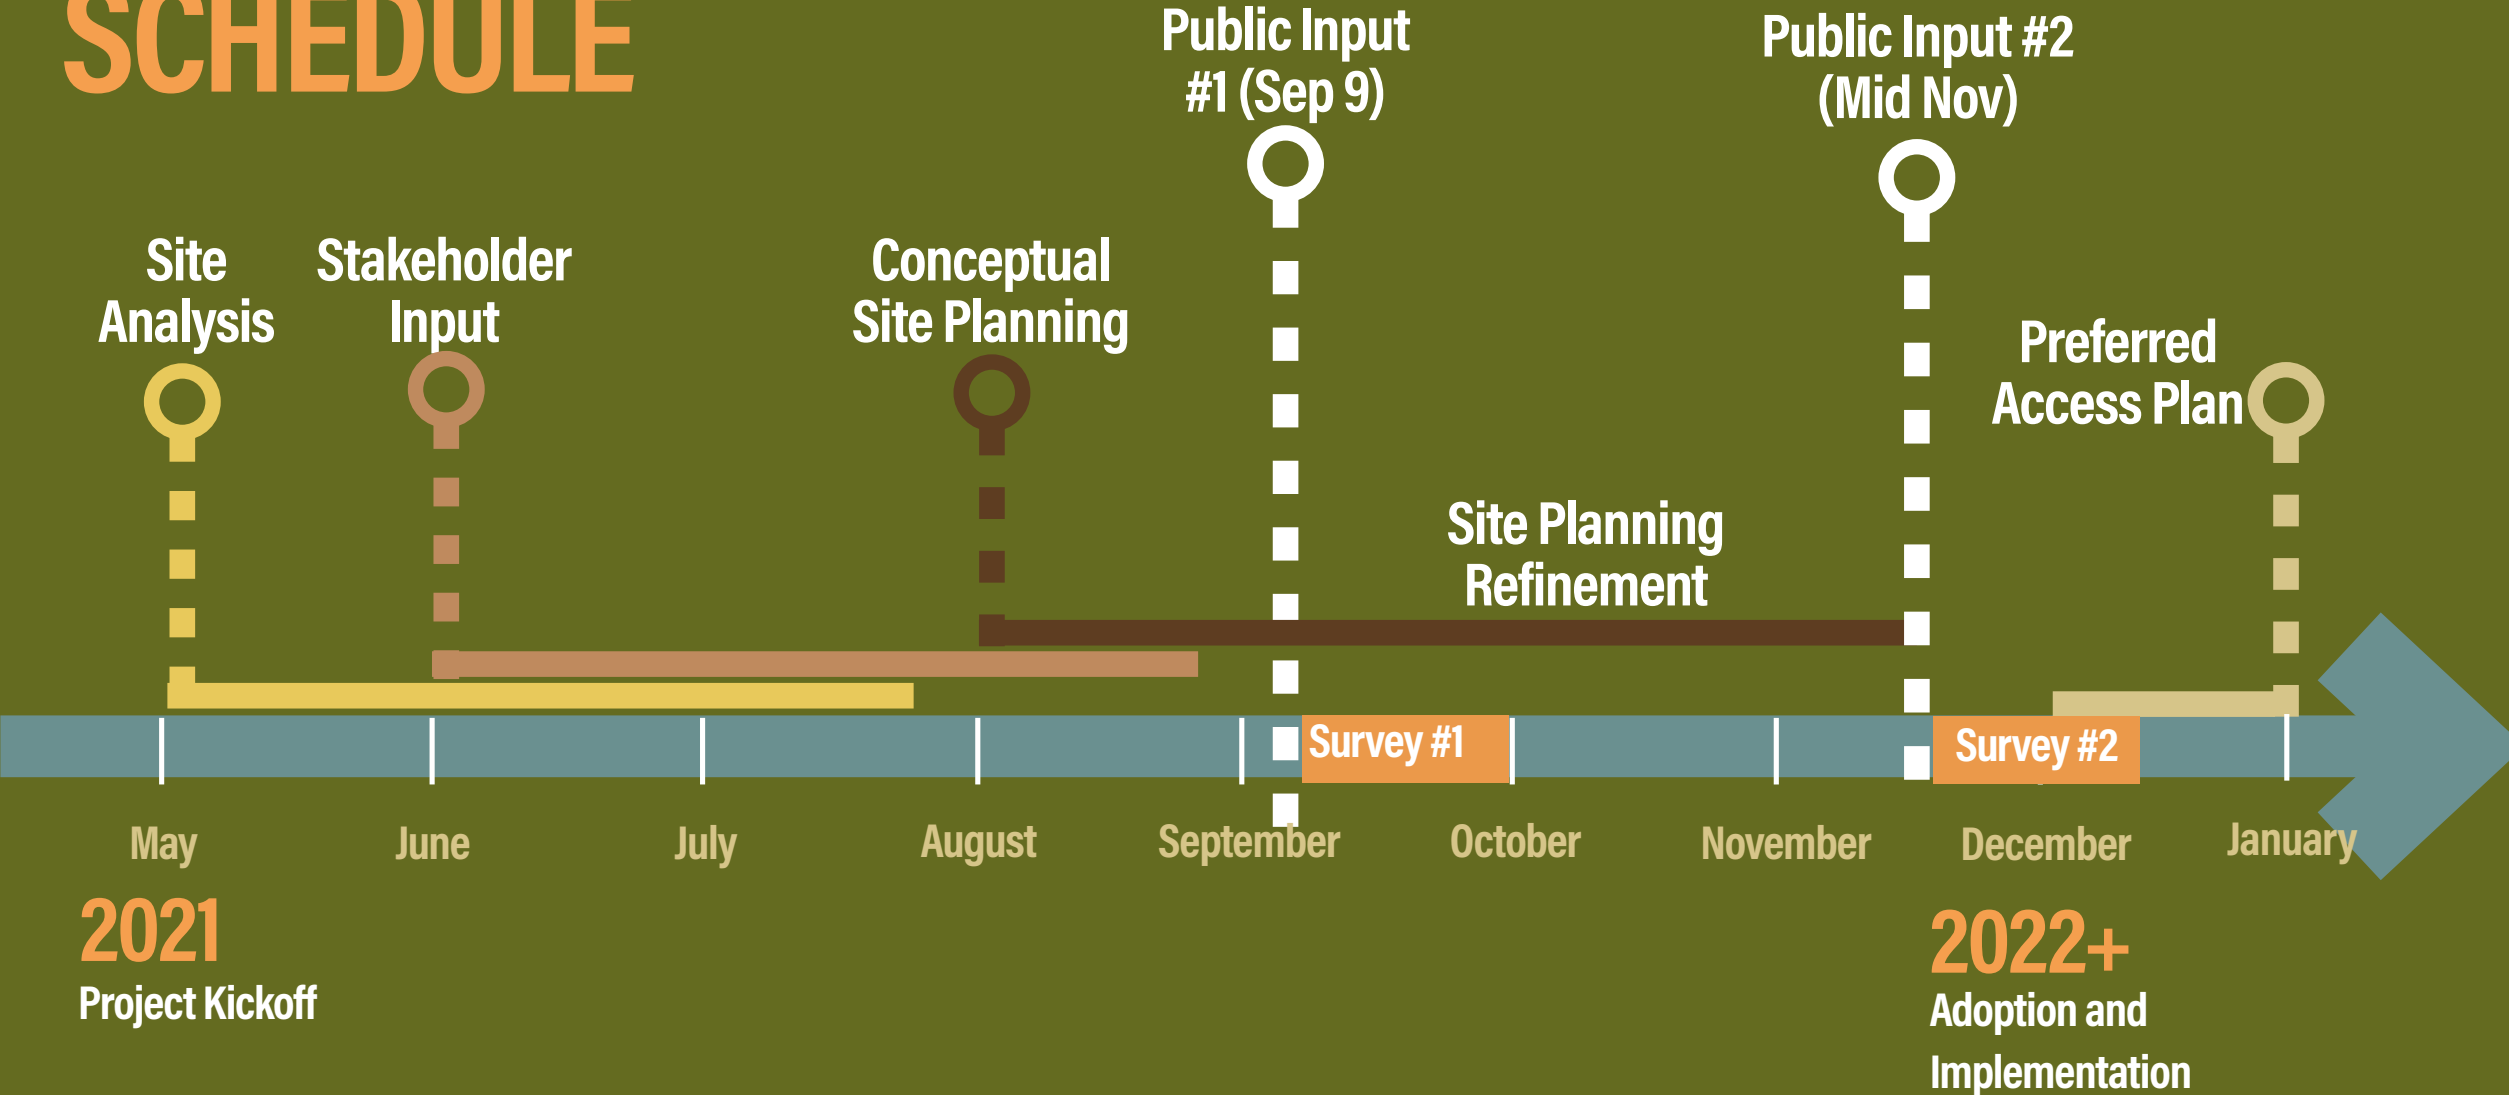 SCHEDULE
Public Input
#1 (Sep 9)
Public Input #2
(Mid Nov)
Site
Analysis
Stakeholder
Input
Conceptual
Site Planning
Preferred
Access Plan
Site Planning
Refinement
Survey #1
Survey #2
May
June
July
August
September
October
November
December
January
2021
Project Kickoff
2022+
Adoption and
Implementation